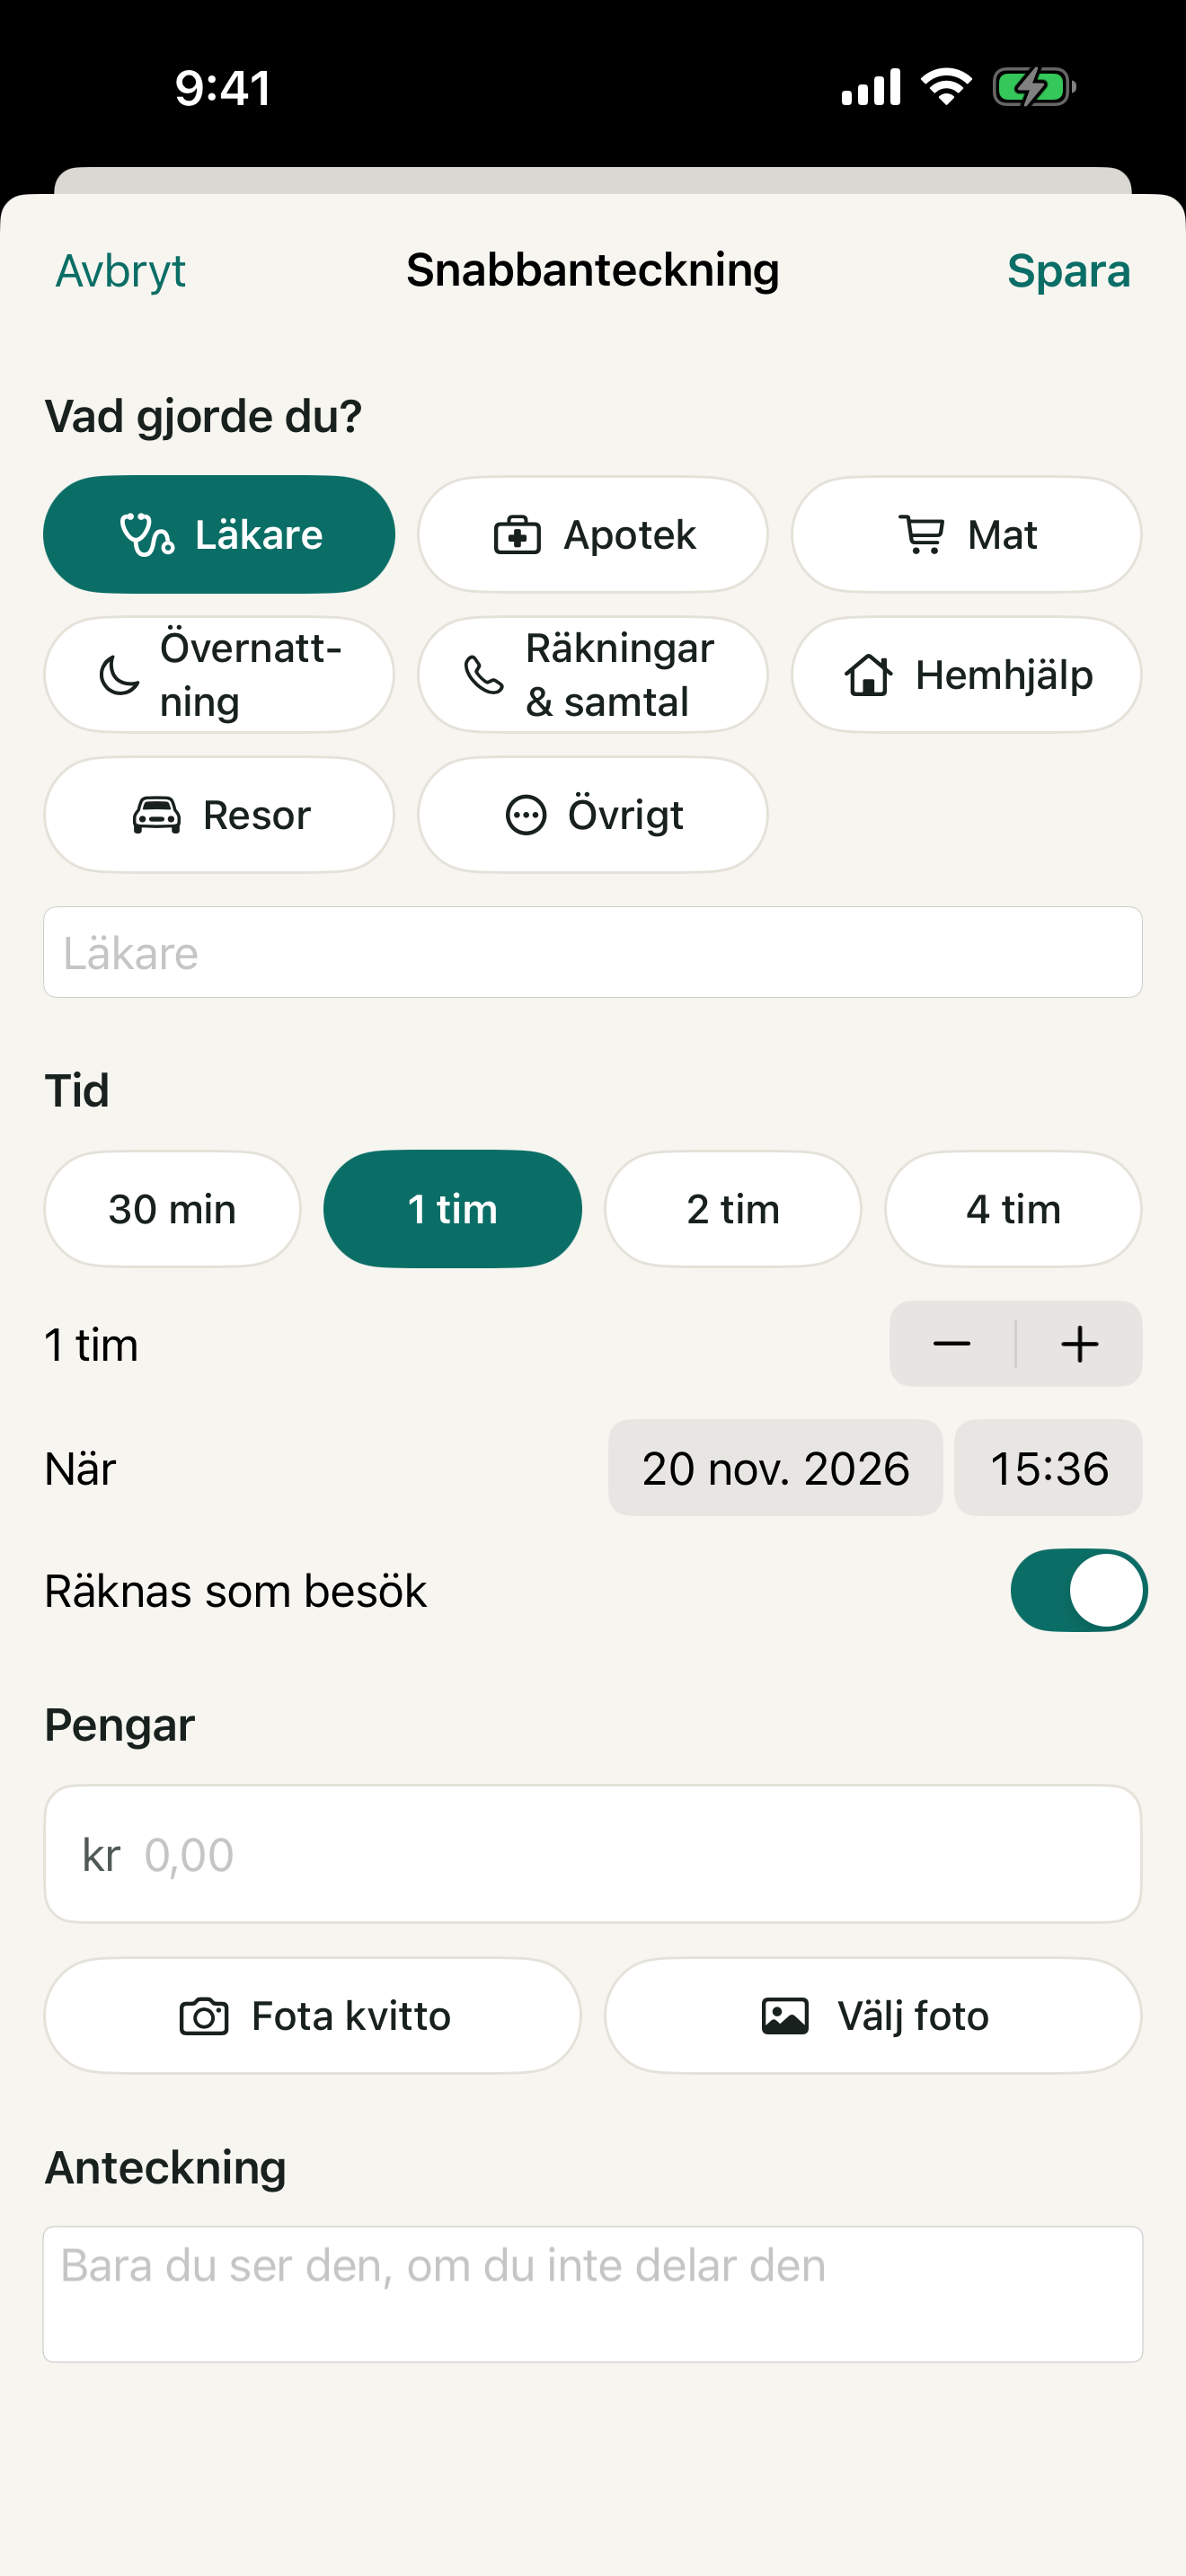 9:41
Avbryt
Snabbanteckning
Spara
Vad gjorde du?
Läkare
Apotek
Mat
Övernatt-
ning
Räkningar
& samtal
Hemhjälp
Resor
Övrigt
Läkare
Tid
30 min
1 tim
2 tim
4 tim
1 tim
När
20 nov. 2026
15:36
Räknas som besök
Pengar
kr 0,00
Fota kvitto
Välj foto
Anteckning
Bara du ser den, om du inte delar den